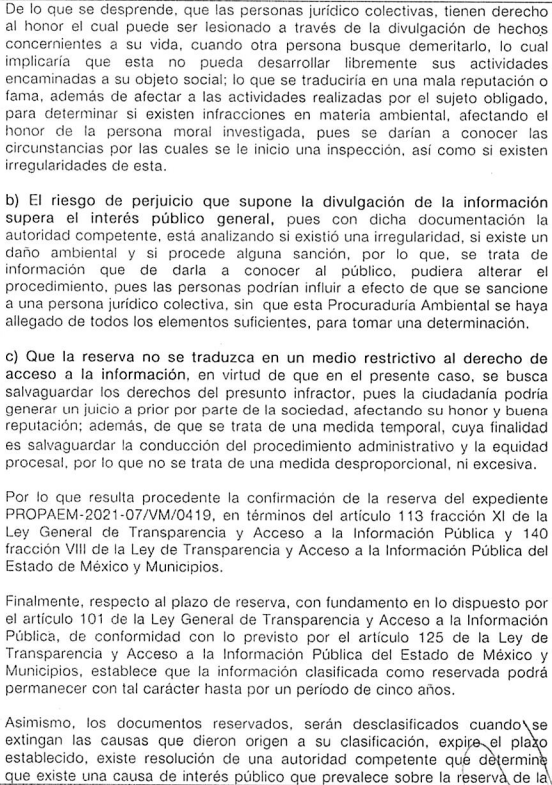 De lo que se desprende, que las personas jurídico colectivas, tienen derecho
al honor el cual puede ser lesionado a través de la divulgación de hechos
concernientes a su vida, cuando otra persona busque demeritarlo, lo cual
implicaría que esta no pueda desarrollar libremente sus actividades
encaminadas a su objeto social; lo que se traduciría en una mala reputación o
fama, además de afectar a las actividades realizadas por el sujeto obligado,
para determinar si existen infracciones en materia ambiental, afectando el
honor de la persona moral investigada, pues se darían a conocer las
circunstancias por las cuales se le inicio una inspección, así como si existen
irregularidades de esta.
b) El riesgo de perjuicio que supone la divulgación de la información
supera el interés público general, pues con dicha documentación la
autoridad competente, está analizando si existió una irregularidad, si existe un
daño ambiental y si procede alguna sanción, por lo que, se trata de
información que de darla a conocer al público, pudiera alterar el
procedimiento, pues las personas podrían influir a efecto de que se sancione
a una persona jurídico colectiva, sin que esta Procuraduría Ambiental se haya
allegado de todos los elementos suficientes, para tomar una determinación.
c) Que la reserva no se traduzca en un medio restrictivo al derecho de
acceso a la información, en virtud de que en el presente caso, se busca
salvaguardar los derechos del presunto infractor, pues la ciudadanía podría
generar un juicio a prior por parte de la sociedad, afectando su honor y buena
reputación; además, de que se trata de una medida temporal, cuya finalidad
es salvaguardar la conducción del procedimiento administrativo y la equidad
procesal, por lo que no se trata de una medida desproporcional, ni excesiva.
Por lo que resulta procedente la confirmación de la reserva del expediente
PROPAEM-2021-07/VM/0419, en términos del artículo 113 fracción XI de la
Ley General de Transparencia y Acceso a la Información Pública y 140
fracción VIII de la Ley de Transparencia y Acceso a la Información Pública del
Estado de México y Municipios.
Finalmente, respecto al plazo de reserva, con fundamento en lo dispuesto por
el artículo 101 de la Ley General de Transparencia y Acceso a la Información
Pública, de conformidad con lo previsto por el artículo 125 de la Ley de
Transparencia y Acceso a la Información Pública del Estado de México y
Municipios, establece que la información clasificada como reservada podrá
permanecer con tal carácter hasta por un período de cinco años.
Asimismo, los documentos reservados, serán desclasificados cuando se
extingan las causas que dieron origen a su clasificación, expire el plazo
establecido, existe resolución de una autoridad competente que determine
que existe una causa de interés público que prevalece sobre la reserva de la